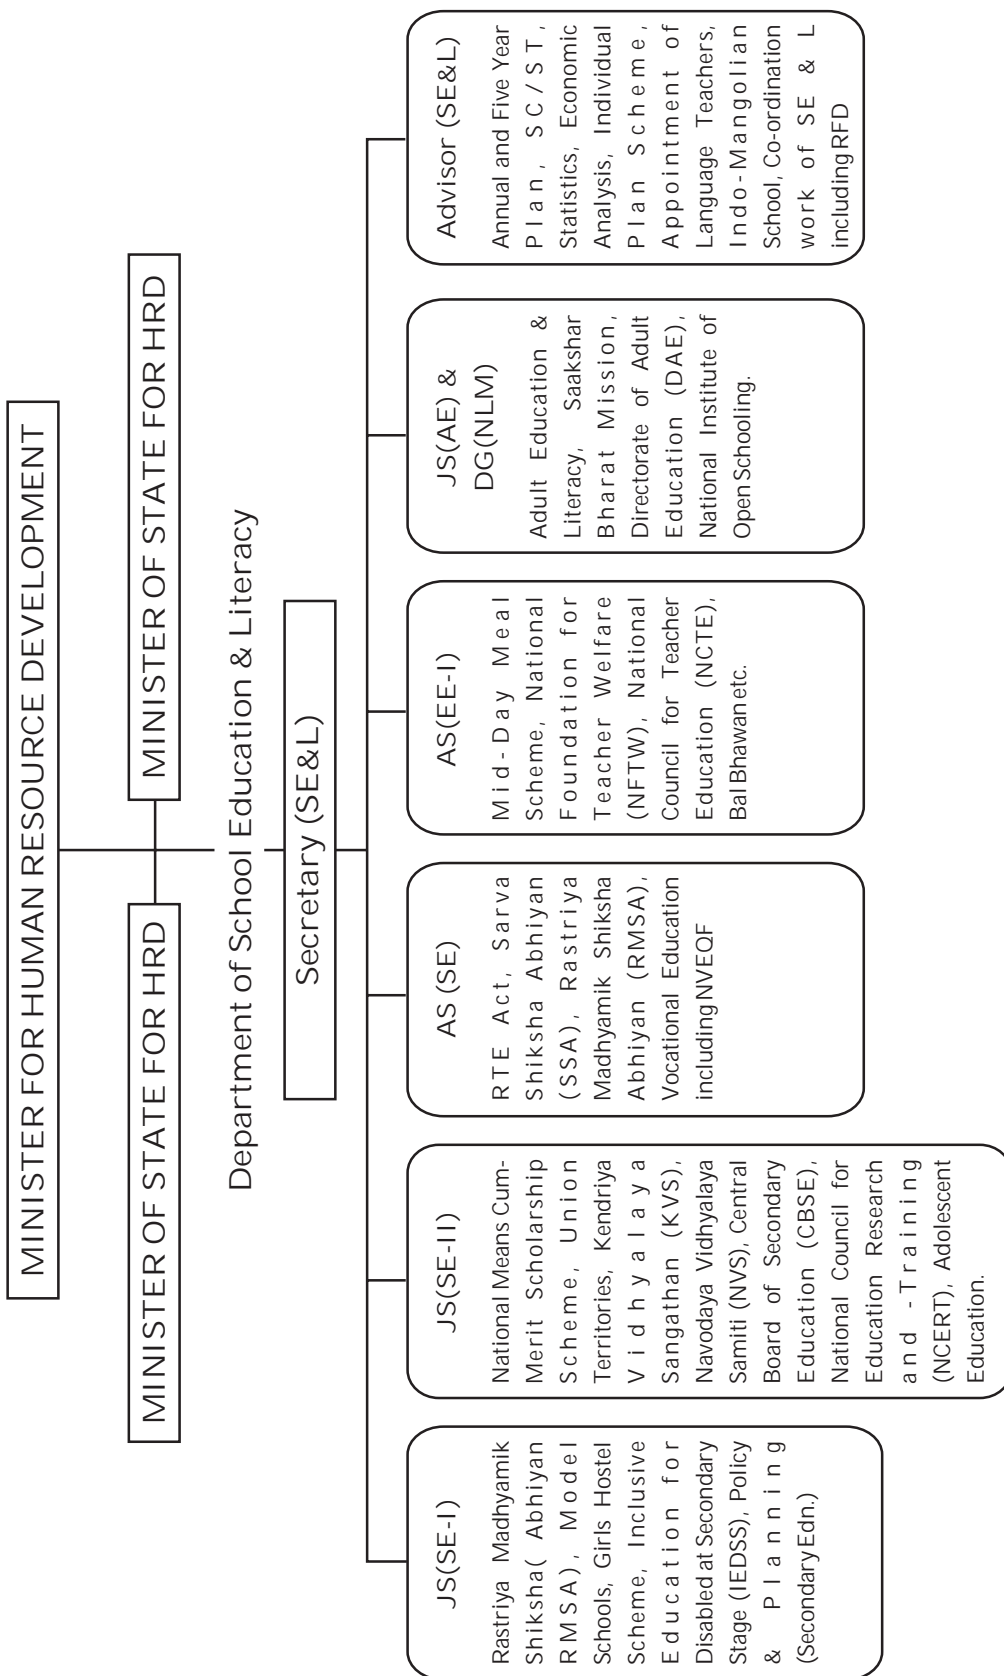 MINISTER FOR HUMAN RESOURCE DEVELOPMENT
MINISTER OF STATE FOR HRD
MINISTER OF STATE FOR HRD
Department of School Education & Literacy
Secretary (SE&L)
JS(SE-I)
Rastriya Madhyamik
Shiksha( Abhiyan
RMSA), Model
Schools, Girls Hostel
Scheme, Inclusive
Education for
Disabled at Secondary
Stage (IEDSS), Policy
& Planning
(Secondary Edn.)
JS(SE-II)
National Means Cum-
Merit Scholarship
Scheme, Union
Territories, Kendriya
Vidhyalaya
Sangathan (KVS),
Navodaya Vidhyalaya
Samiti (NVS), Central
Board of Secondary
Education (CBSE),
National Council for
Education Research
and -Training
(NCERT), Adolescent
Education.
AS (SE)
RTE Act, Sarva
Shiksha Abhiyan
(SSA), Rastriya
Madhyamik Shiksha
Abhiyan (RMSA),
Vocational Education
including NVEQF
AS(EE-I)
Mid-Day Meal
Scheme, National
Foundation for
Teacher Welfare
(NFTW), National
Council for Teacher
Education (NCTE),
Bal Bhawan etc.
JS(AE) &
DG(NLM)
Adult Education &
Literacy, Saakshar
Bharat Mission,
Directorate of Adult
Education (DAE),
National Institute of
Open Schooling.
Advisor (SE&L)
Annual and Five Year
Plan, SC/ST,
Statistics, Economic
Analysis, Individual
Plan Scheme,
Appointment of
Language Teachers,
Indo-Mangolian
School, Co-ordination
work of SE & L
including RFD